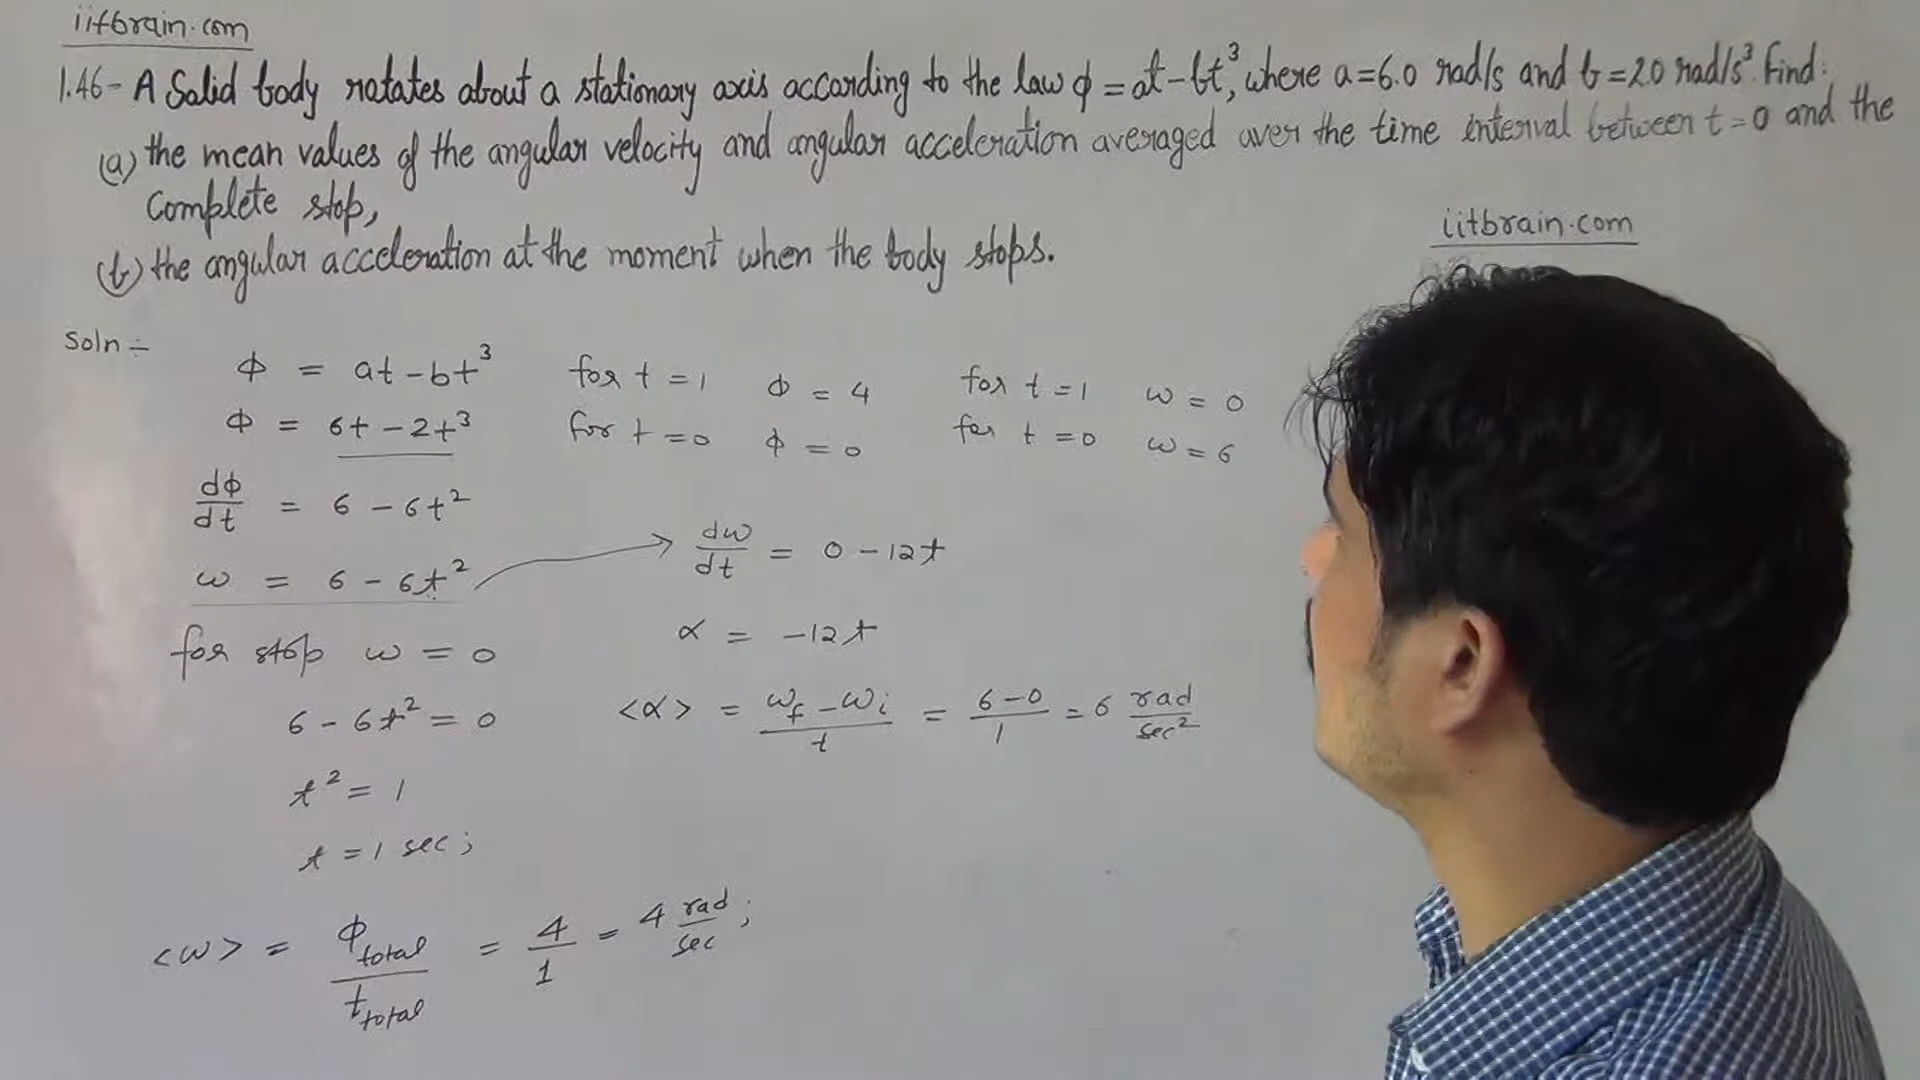 iitbrain.com
1.46- A Solid body rotates about a stationary axis according to the law ϕ = at - bt³, where a = 6.0 rad/s and b = 2.0 rad/s³. Find:
(a) the mean values of the angular velocity and angular acceleration averaged over the time interval between t = 0 and the
Complete stop,
(b) the angular acceleration at the moment when the body stops.
iitbrain.com
Soln ÷
ϕ = at - bt³
for t = 1 ϕ = 4
for t = 1 ω = 0
ϕ = 6t - 2t³
for t = 0 ϕ = 0
for t = 0 ω = 6
dϕ/dt = 6 - 6t²
ω = 6 - 6t² → dω/dt = 0 - 12t
for stop ω = 0
α = -12t
6 - 6t² = 0
<α> = (ωf - ωi)/t = (6 - 0)/1 = 6 rad/sec²
t² = 1
t = 1 sec;
<ω> = ϕtotal/ttotal = 4/1 = 4 rad/sec;